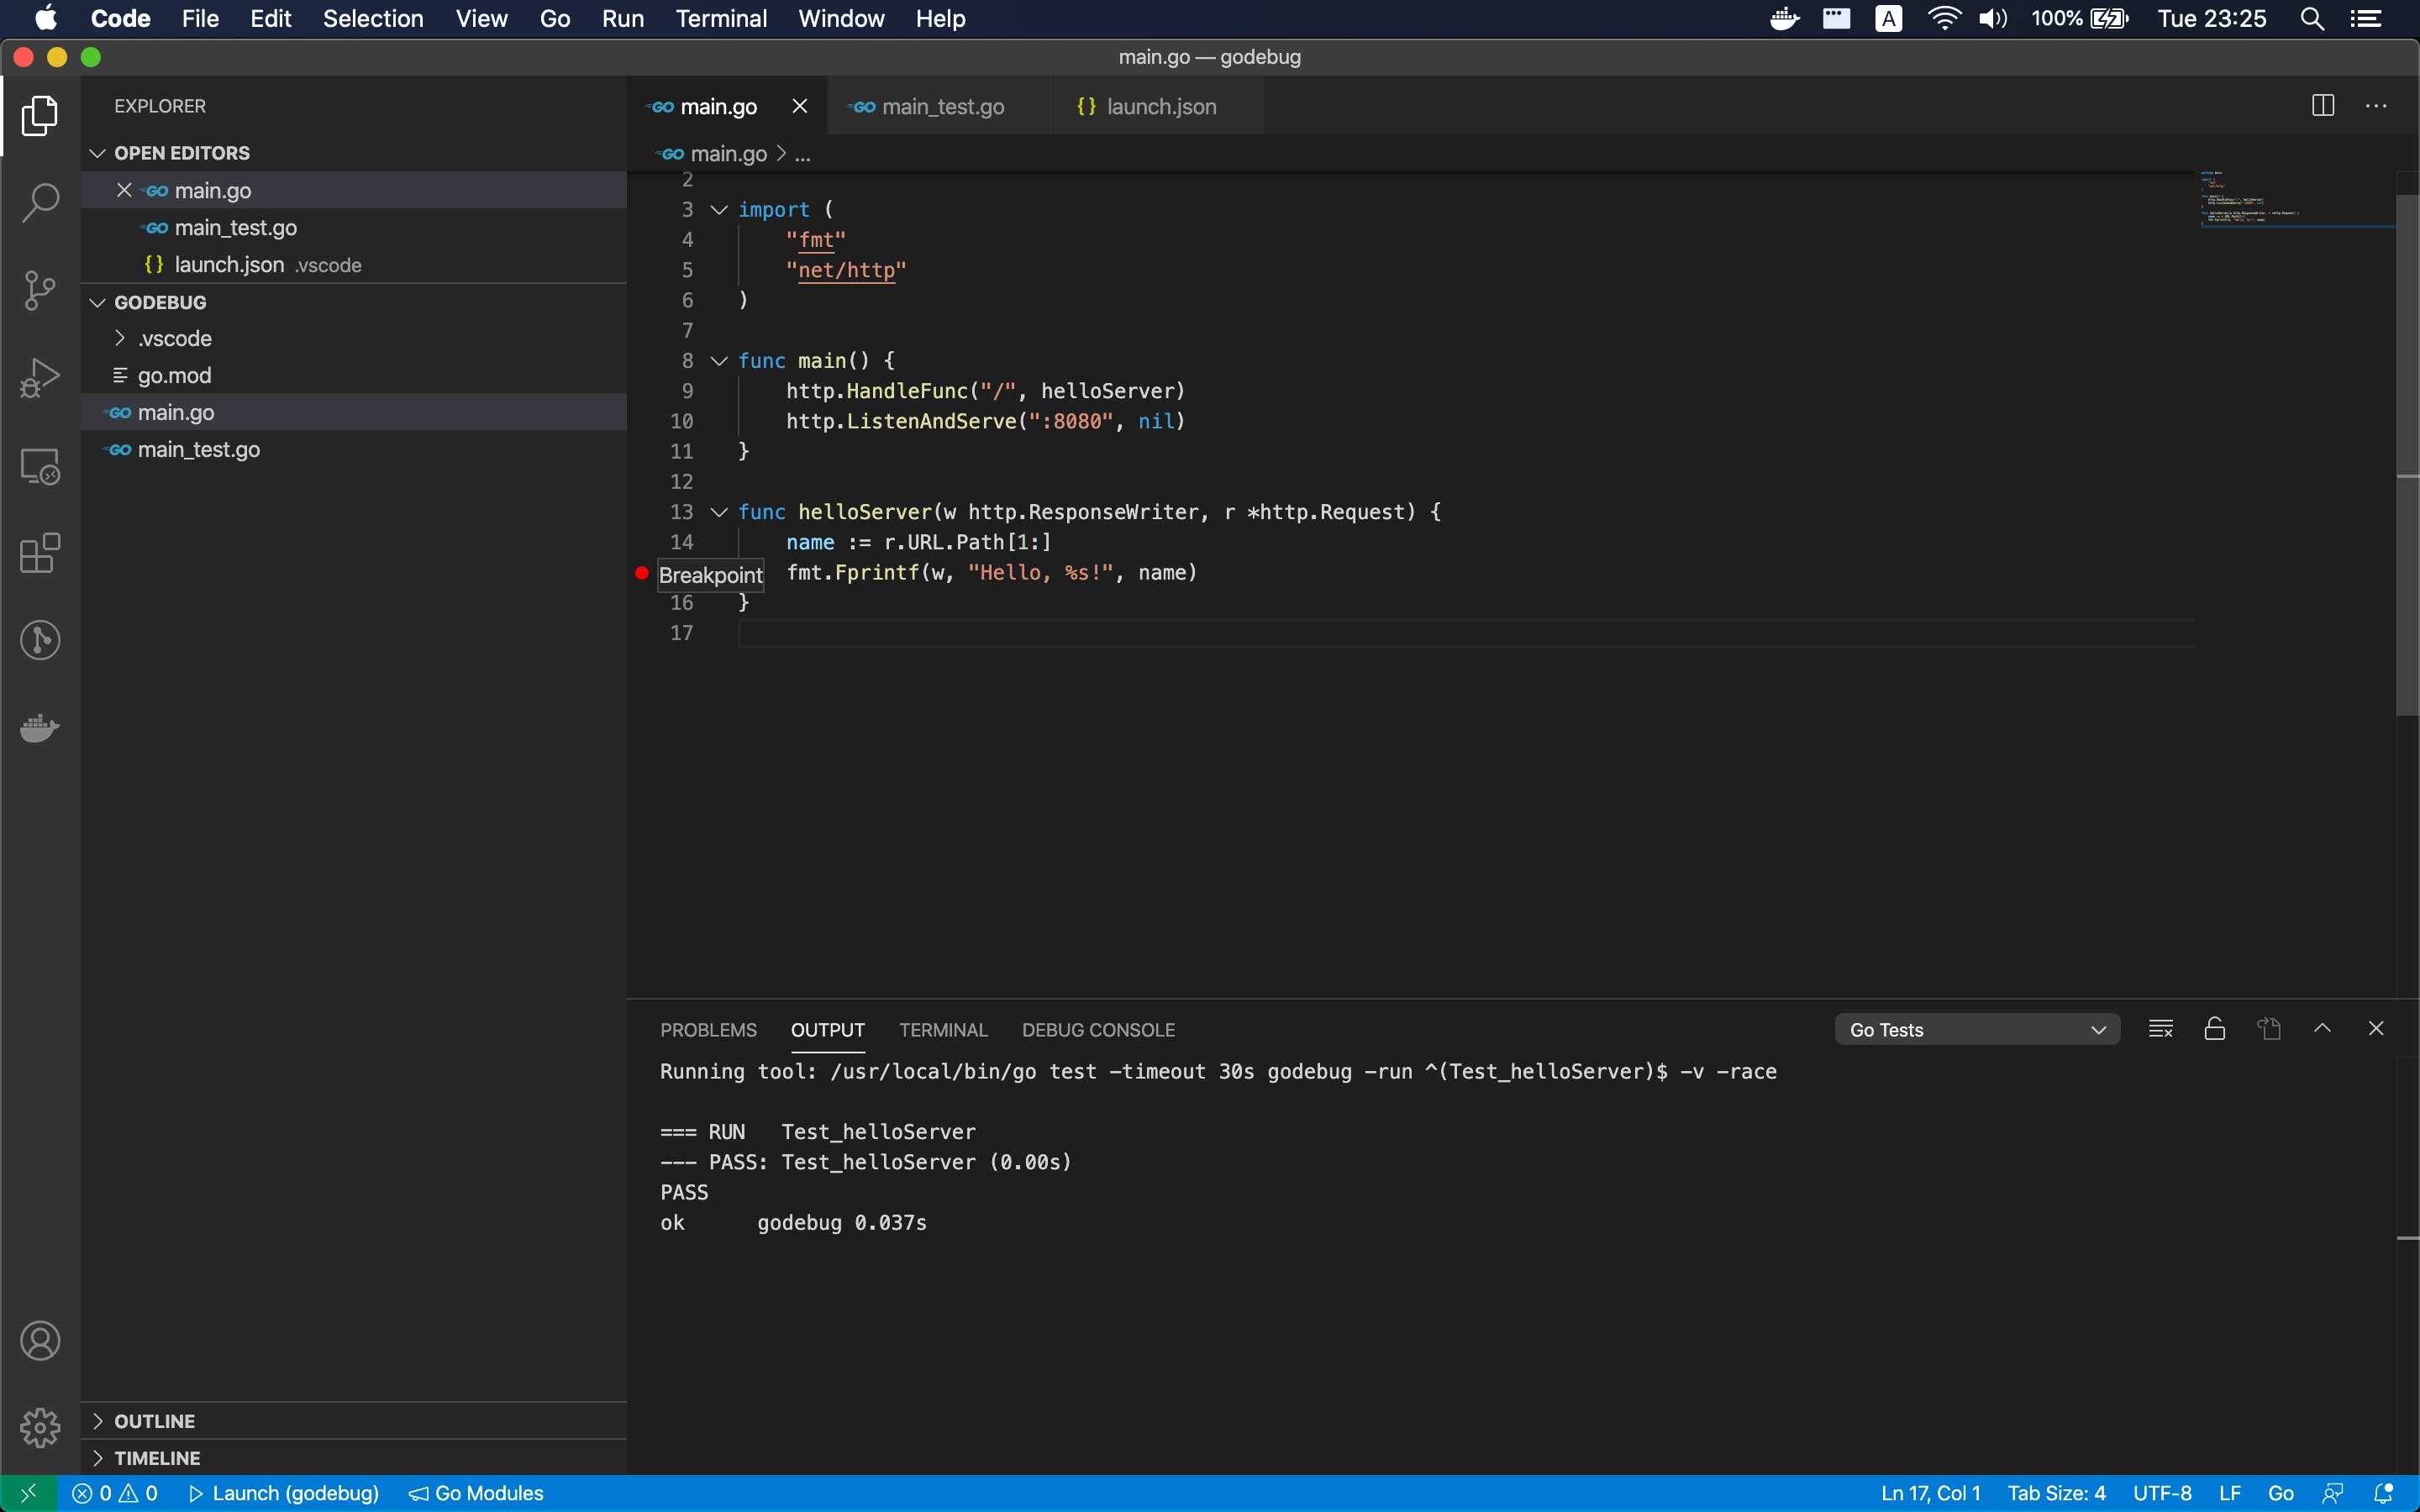 Code File Edit Selection View Go Run Terminal Window Help A 100% Tue 23:25
main.go — godebug
EXPLORER
OPEN EDITORS
GO main.go
GO main_test.go
{} launch.json .vscode
GODEBUG
.vscode
go.mod
GO main.go
GO main_test.go
OUTLINE
TIMELINE
GO main.go GO main_test.go {} launch.json
GO main.go > ...
2
3 import (
4 "fmt"
5 "net/http"
6 )
7
8 func main() {
9 http.HandleFunc("/", helloServer)
10 http.ListenAndServe(":8080", nil)
11 }
12
13 func helloServer(w http.ResponseWriter, r *http.Request) {
14 name := r.URL.Path[1:]
Breakpoint fmt.Fprintf(w, "Hello, %s!", name)
16 }
17
PROBLEMS OUTPUT TERMINAL DEBUG CONSOLE Go Tests
Running tool: /usr/local/bin/go test -timeout 30s godebug -run ^(Test_helloServer)$ -v -race
=== RUN Test_helloServer
--- PASS: Test_helloServer (0.00s)
PASS
ok godebug 0.037s
0 0 Launch (godebug) Go Modules Ln 17, Col 1 Tab Size: 4 UTF-8 LF Go